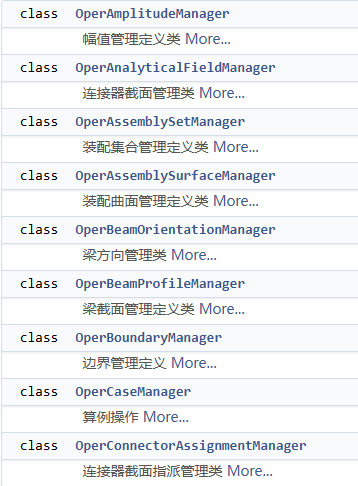 class OperAmplitudeManager
幅值管理定义类 More...
class OperAnalyticalFieldManager
连接器截面管理类 More...
class OperAssemblySetManager
装配集合管理定义类 More...
class OperAssemblySurfaceManager
装配曲面管理定义类 More...
class OperBeamOrientationManager
梁方向管理类 More...
class OperBeamProfileManager
梁截面管理定义类 More...
class OperBoundaryManager
边界管理定义 More...
class OperCaseManager
算例操作 More...
class OperConnectorAssignmentManager
连接器截面指派管理类 More...